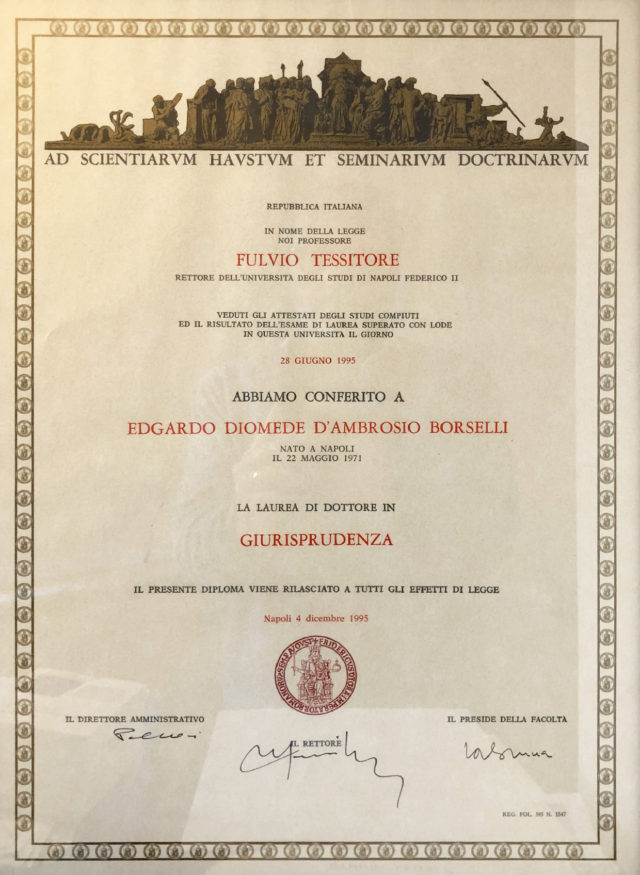 AD SCIENTIARVM HAVSTVM ET SEMINARIVM DOCTRINARVM
REPUBBLICA ITALIANA
IN NOME DELLA LEGGE
NOI PROFESSORE
FULVIO TESSITORE
RETTORE DELL'UNIVERSITÀ DEGLI STUDI DI NAPOLI FEDERICO II
VEDUTI GLI ATTESTATI DEGLI STUDI COMPIUTI
ED IL RISULTATO DELL'ESAME DI LAUREA SUPERATO CON LODE
IN QUESTA UNIVERSITÀ IL GIORNO
28 GIUGNO 1995
ABBIAMO CONFERITO A
EDGARDO DIOMEDE D'AMBROSIO BORSELLI
NATO A NAPOLI
IL 22 MAGGIO 1971
LA LAUREA DI DOTTORE IN
GIURISPRUDENZA
IL PRESENTE DIPLOMA VIENE RILASCIATO A TUTTI GLI EFFETTI DI LEGGE
Napoli 4 dicembre 1995
IL DIRETTORE AMMINISTRATIVO
IL RETTORE
IL PRESIDE DELLA FACOLTÀ
REG. FOL. N. 1547